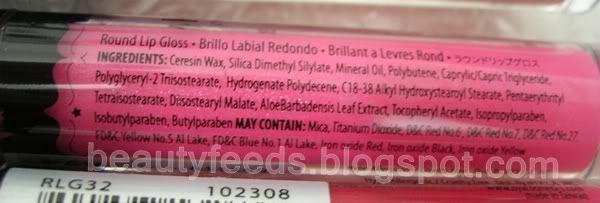 Round Lip Gloss • Brillo Labial Redondo • Brillant a Levres Rond • ラウンドリップグロス
INGREDIENTS: Ceresin Wax, Silica Dimethyl Silylate, Mineral Oil, Polybutene, Caprylic/Capric Triglyceride,
Polyglyceryl-2 Triisostearate, Hydrogenate Polydecene, C18-38 Alkyl Hydroxystearoyl Stearate, Pentaerythrityl
Tetraisostearate, Diisostearyl Malate, AloeBarbadensis Leaf Extract, Tocopheryl Acetate, Isopropylparaben,
Isobutylparaben, Butylparaben MAY CONTAIN: Mica, Titanium Dioxide, D&C Red No.6, D&C Red No.7, D&C Red No.27,
FD&C Yellow No.5 Al Lake, FD&C Blue No.1 Al Lake, Iron oxide Red, Iron oxide Black, Iron oxide Yellow
beautyfeeds.blogspot.com
RLG32 102308